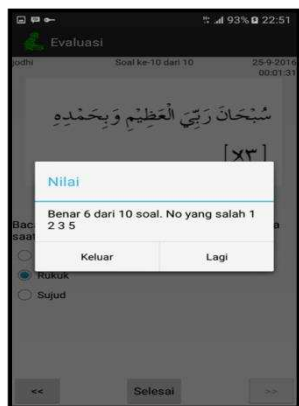 93% 22:51
Evaluasi
jodhi Soal ke-10 dari 10 25-9-2016
00:01:31
سُبْحَانَ رَبِّيَ الْعَظِيْمِ وَبِحَمْدِهِ
[x٣]
Nilai
Benar 6 dari 10 soal. No yang salah 1
2 3 5
Keluar Lagi
Rukuk
Sujud
<< Selesai >>